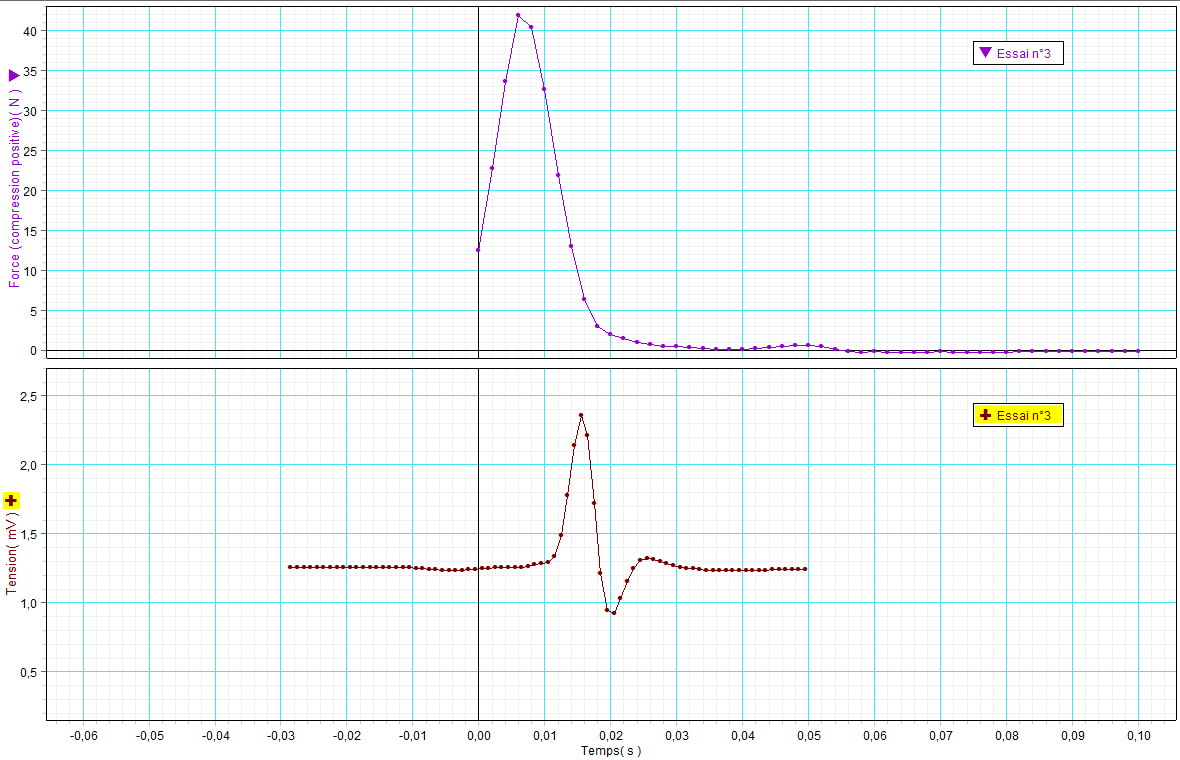 Force (compression positive)( N )
40
35
30
25
20
15
10
5
0
Essai n°3
Tension( mV )
2,5
2,0
1,5
1,0
0,5
Essai n°3
-0,06 -0,05 -0,04 -0,03 -0,02 -0,01 0,00 0,01 0,02 0,03 0,04 0,05 0,06 0,07 0,08 0,09 0,10
Temps( s )